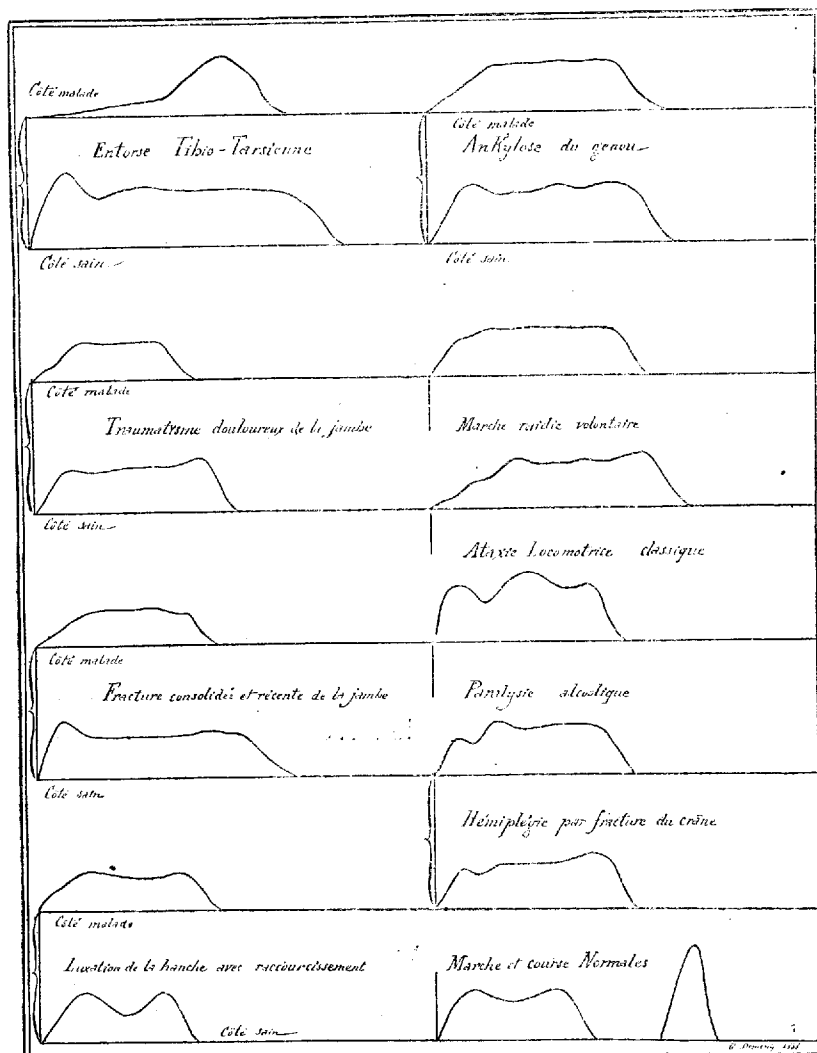 Côté malade
Entorse Tibio-Tarsienne
Côté sain
Côté malade
Ankylose du genou
Côté sain
Côté malade
Traumatisme douloureux de la jambe
Côté sain
Marche raidie volontaire
Ataxie Locomotrice classique
Côté malade
Fracture consolidée et récente de la jambe
Côté sain
Paralysie alcoolique
Hémiplégie par fracture du crâne
Côté malade
Luxation de la hanche avec raccourcissement
Côté sain
Marche et course Normales